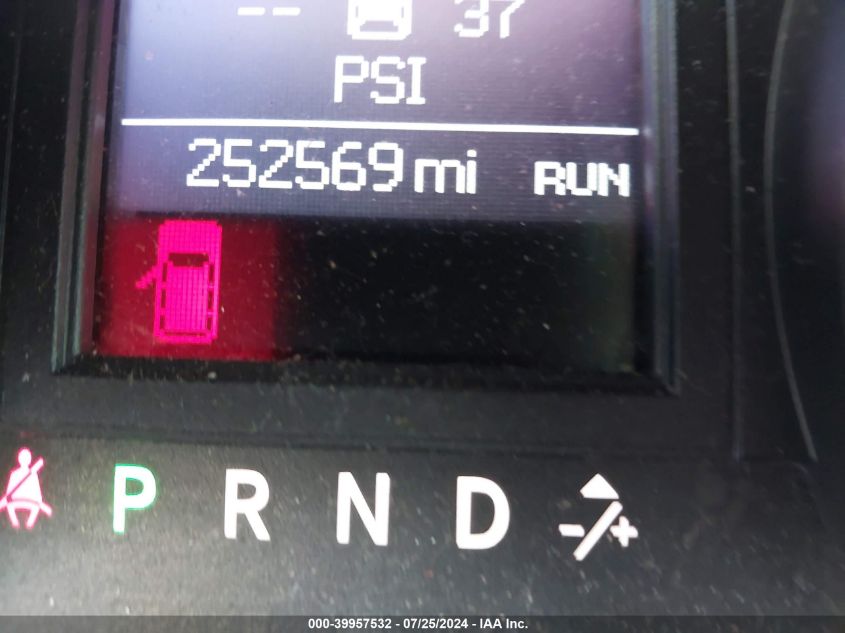 -- 37
PSI
252569 mi RUN
P R N D -/+
000-39957532 - 07/25/2024 - IAA Inc.